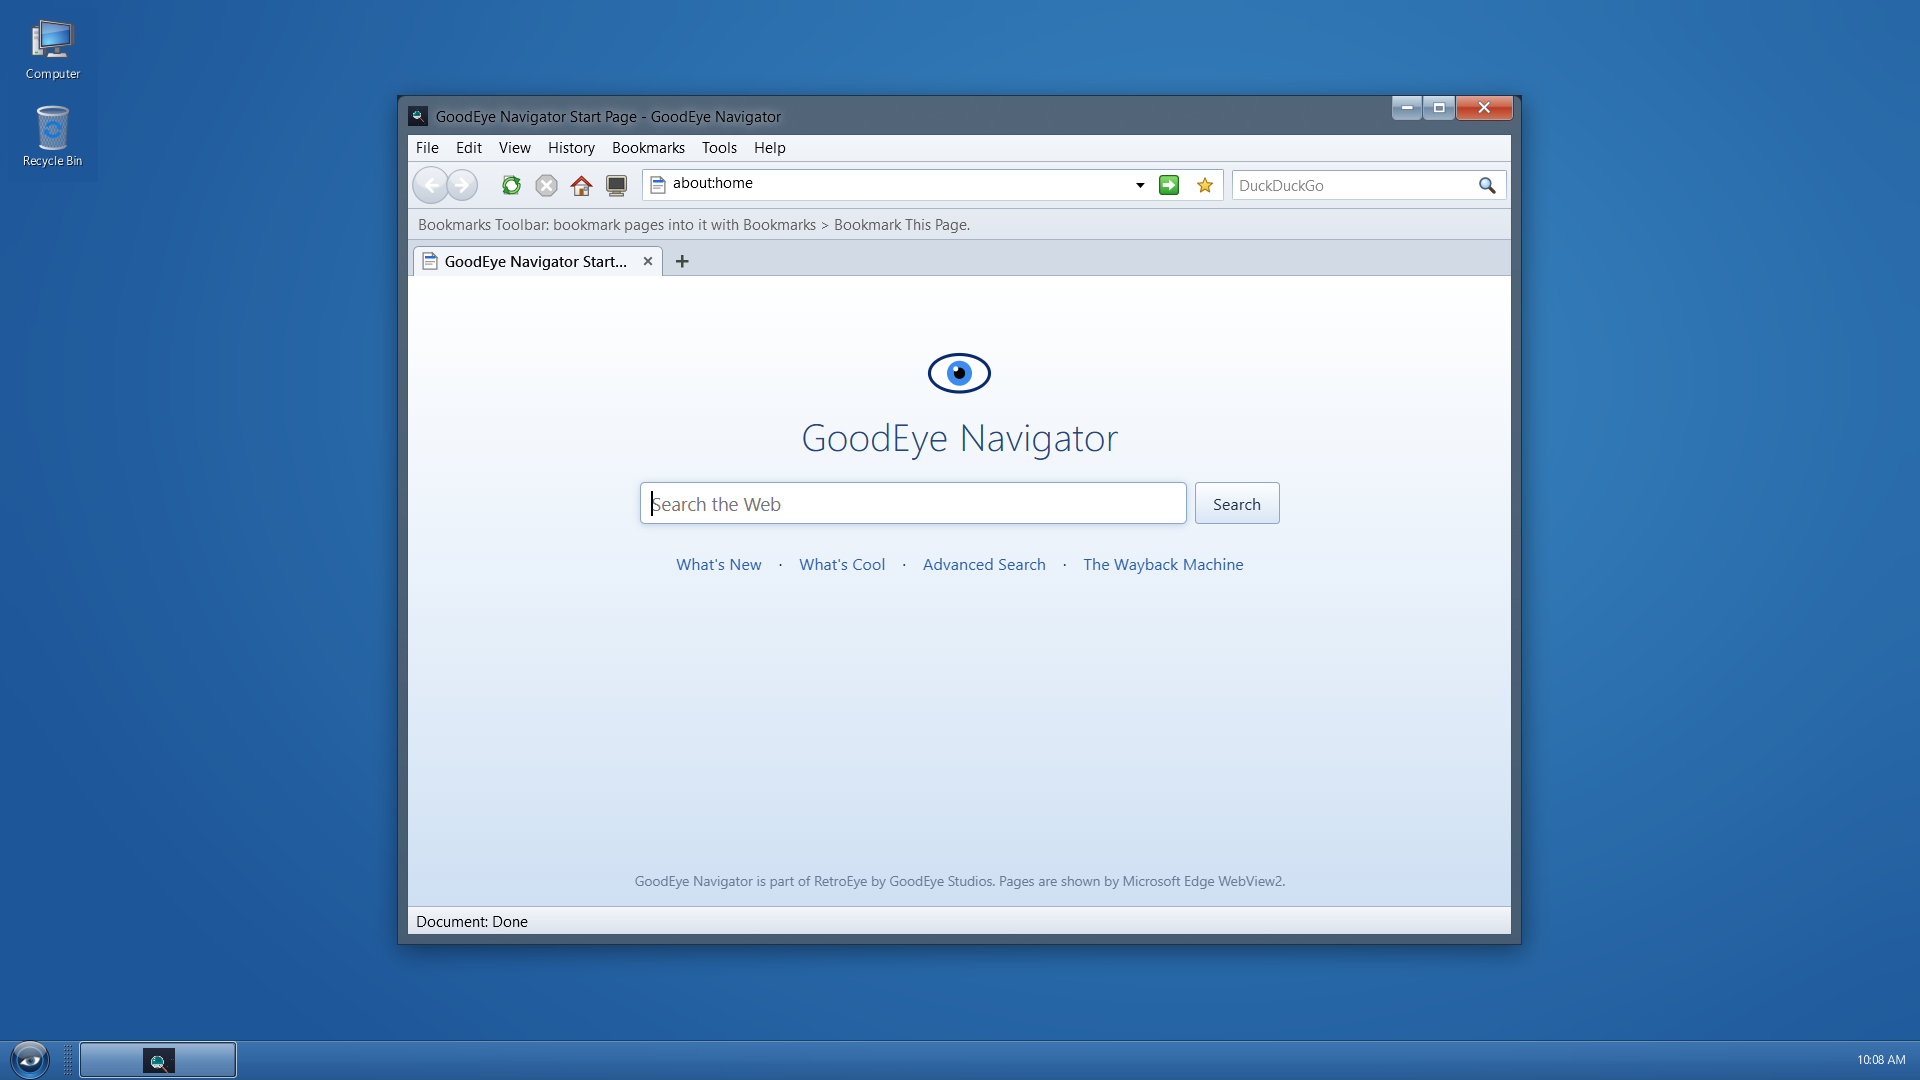 Computer
Recycle Bin
GoodEye Navigator Start Page - GoodEye Navigator
File Edit View History Bookmarks Tools Help
about:home
DuckDuckGo
Bookmarks Toolbar: bookmark pages into it with Bookmarks > Bookmark This Page.
GoodEye Navigator Start...
GoodEye Navigator
Search the Web
Search
What's New · What's Cool · Advanced Search · The Wayback Machine
GoodEye Navigator is part of RetroEye by GoodEye Studios. Pages are shown by Microsoft Edge WebView2.
Document: Done
10:08 AM